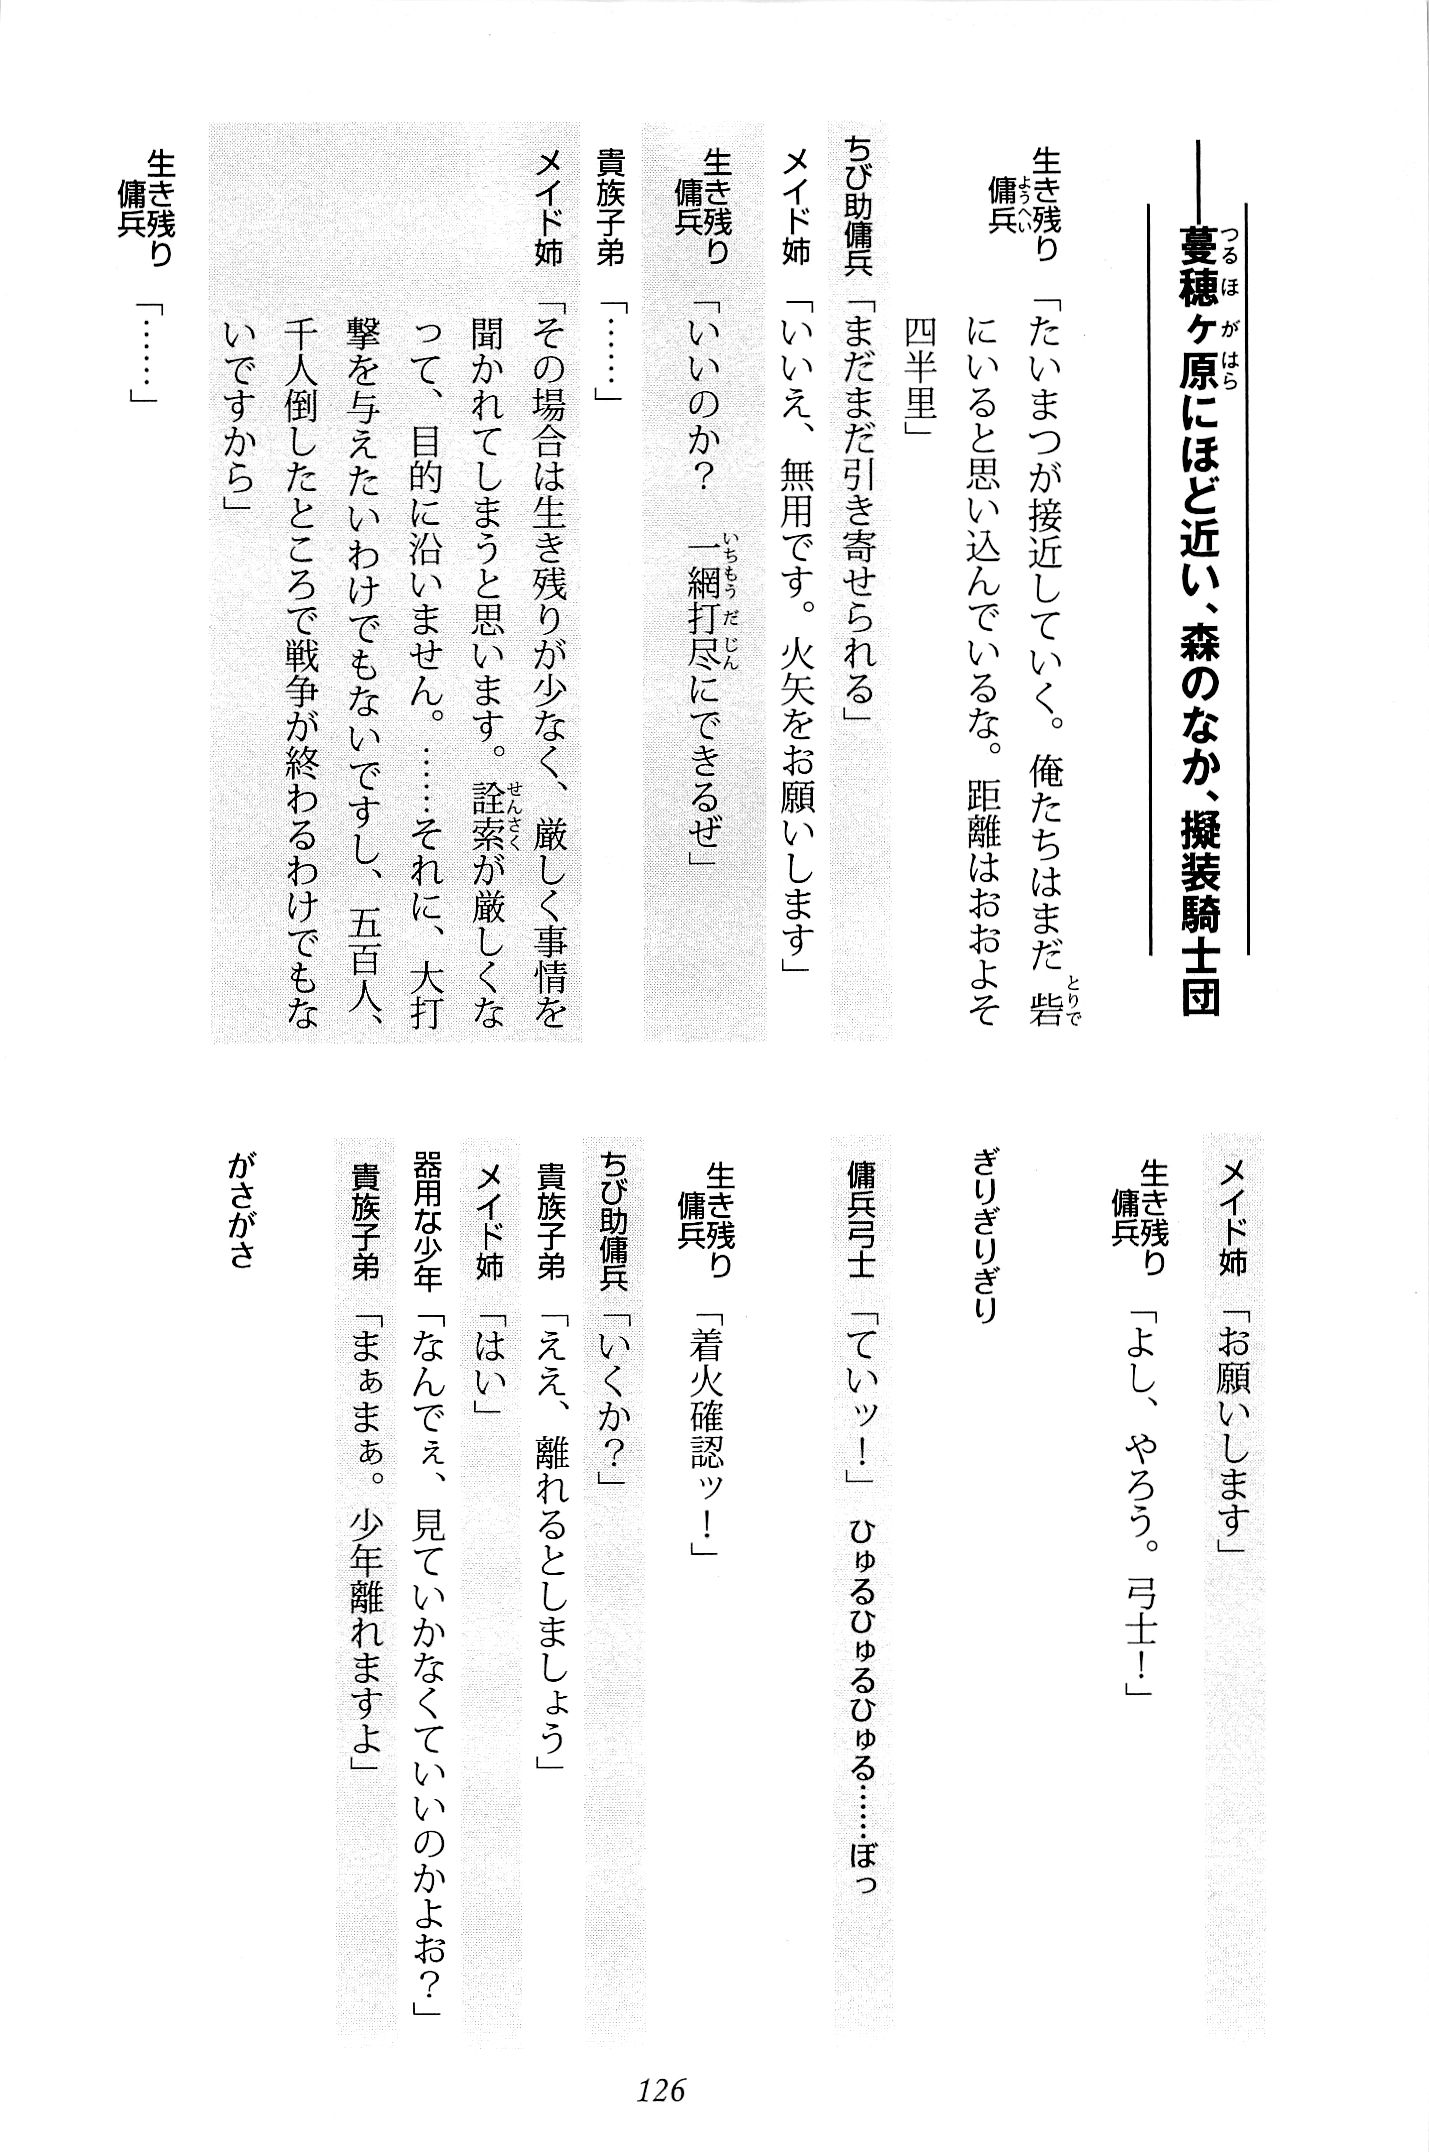 ――蔓穂ヶ原にほど近い、森のなか、擬装騎士団
生き残り傭兵「たいまつが接近していく。俺たちはまだ砦
にいると思い込んでいるな。距離はおおよそ
四半里」
ちび助傭兵「まだまだ引き寄せられる」
メイド姉「いいえ、無用です。火矢をお願いします」
生き残り傭兵「いいのか？　一網打尽にできるぜ」
貴族子弟「……」
メイド姉「その場合は生き残りが少なく、厳しく事情を
聞かれてしまうと思います。詮索が厳しくな
って、目的に沿いません。……それに、大打
撃を与えたいわけでもないですし、五百人、
千人倒したところで戦争が終わるわけでもな
いですから」
生き残り傭兵「……」
メイド姉「お願いします」
生き残り傭兵「よし、やろう。弓士！」
ぎりぎりぎり
傭兵弓士「ていッ！」　ひゅるひゅるひゅる……ぼっ
生き残り傭兵「着火確認ッ！」
ちび助傭兵「いくか？」
貴族子弟「ええ、離れるとしましょう」
メイド姉「はい」
器用な少年「なんでぇ、見ていかなくていいのかよお？」
貴族子弟「まぁまぁ。少年離れますよ」
がさがさ
126